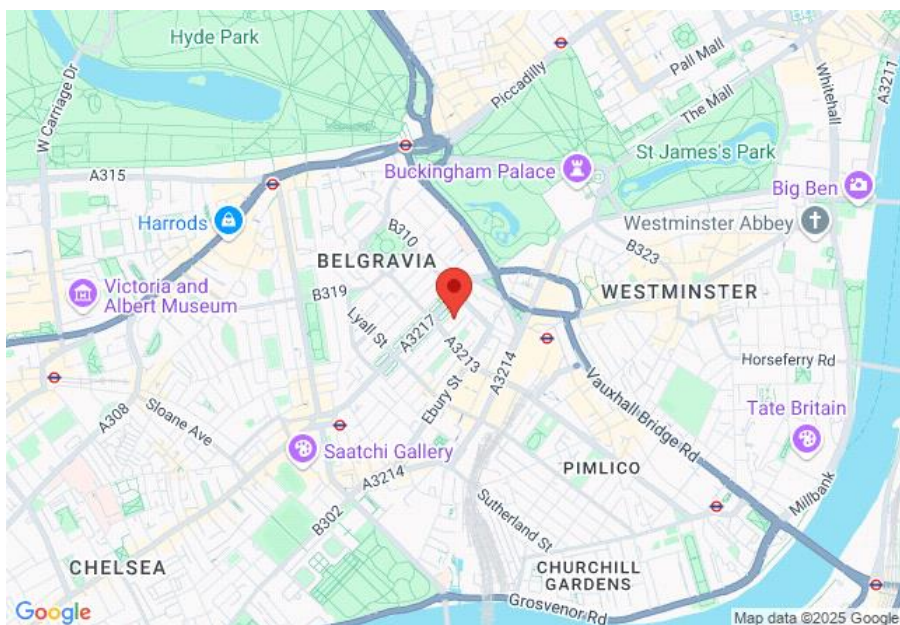 Hyde Park
W Carriage Dr
Piccadilly
Pall Mall
The Mall
Whitehall
A3211
A315
Buckingham Palace
St James's Park
Big Ben
Harrods
B310
Westminster Abbey
B323
BELGRAVIA
Victoria and
Albert Museum
B319
WESTMINSTER
Lyall St
A3217
A3213
A3214
Horseferry Rd
Ebury St
Vauxhall Bridge Rd
A308
Sloane Ave
Tate Britain
Saatchi Gallery
A3214
PIMLICO
Millbank
B302
Sutherland St
CHELSEA
CHURCHILL
GARDENS
Grosvenor Rd
Google
Map data ©2025 Google